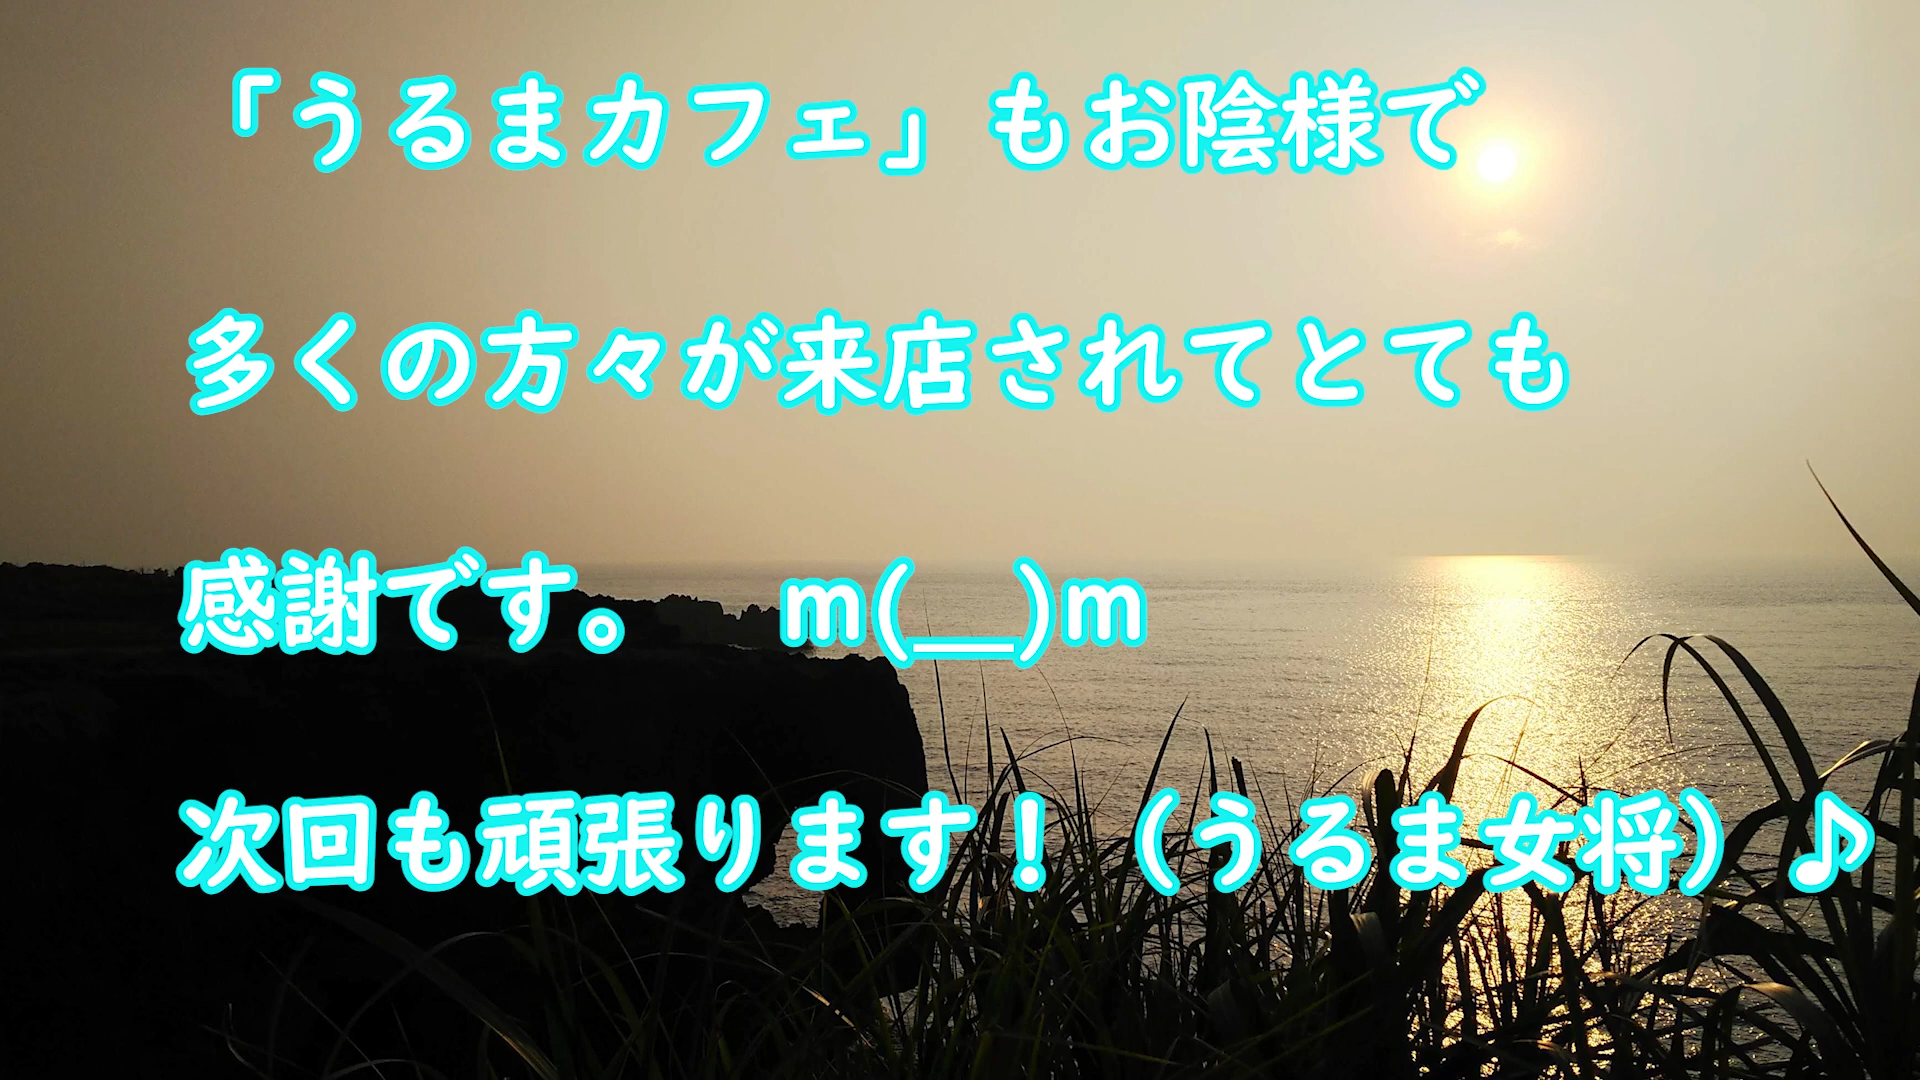 「うるまカフェ」もお陰様で
多くの方々が来店されてとても
感謝です。　m(__)m
次回も頑張ります！（うるま女将）♪